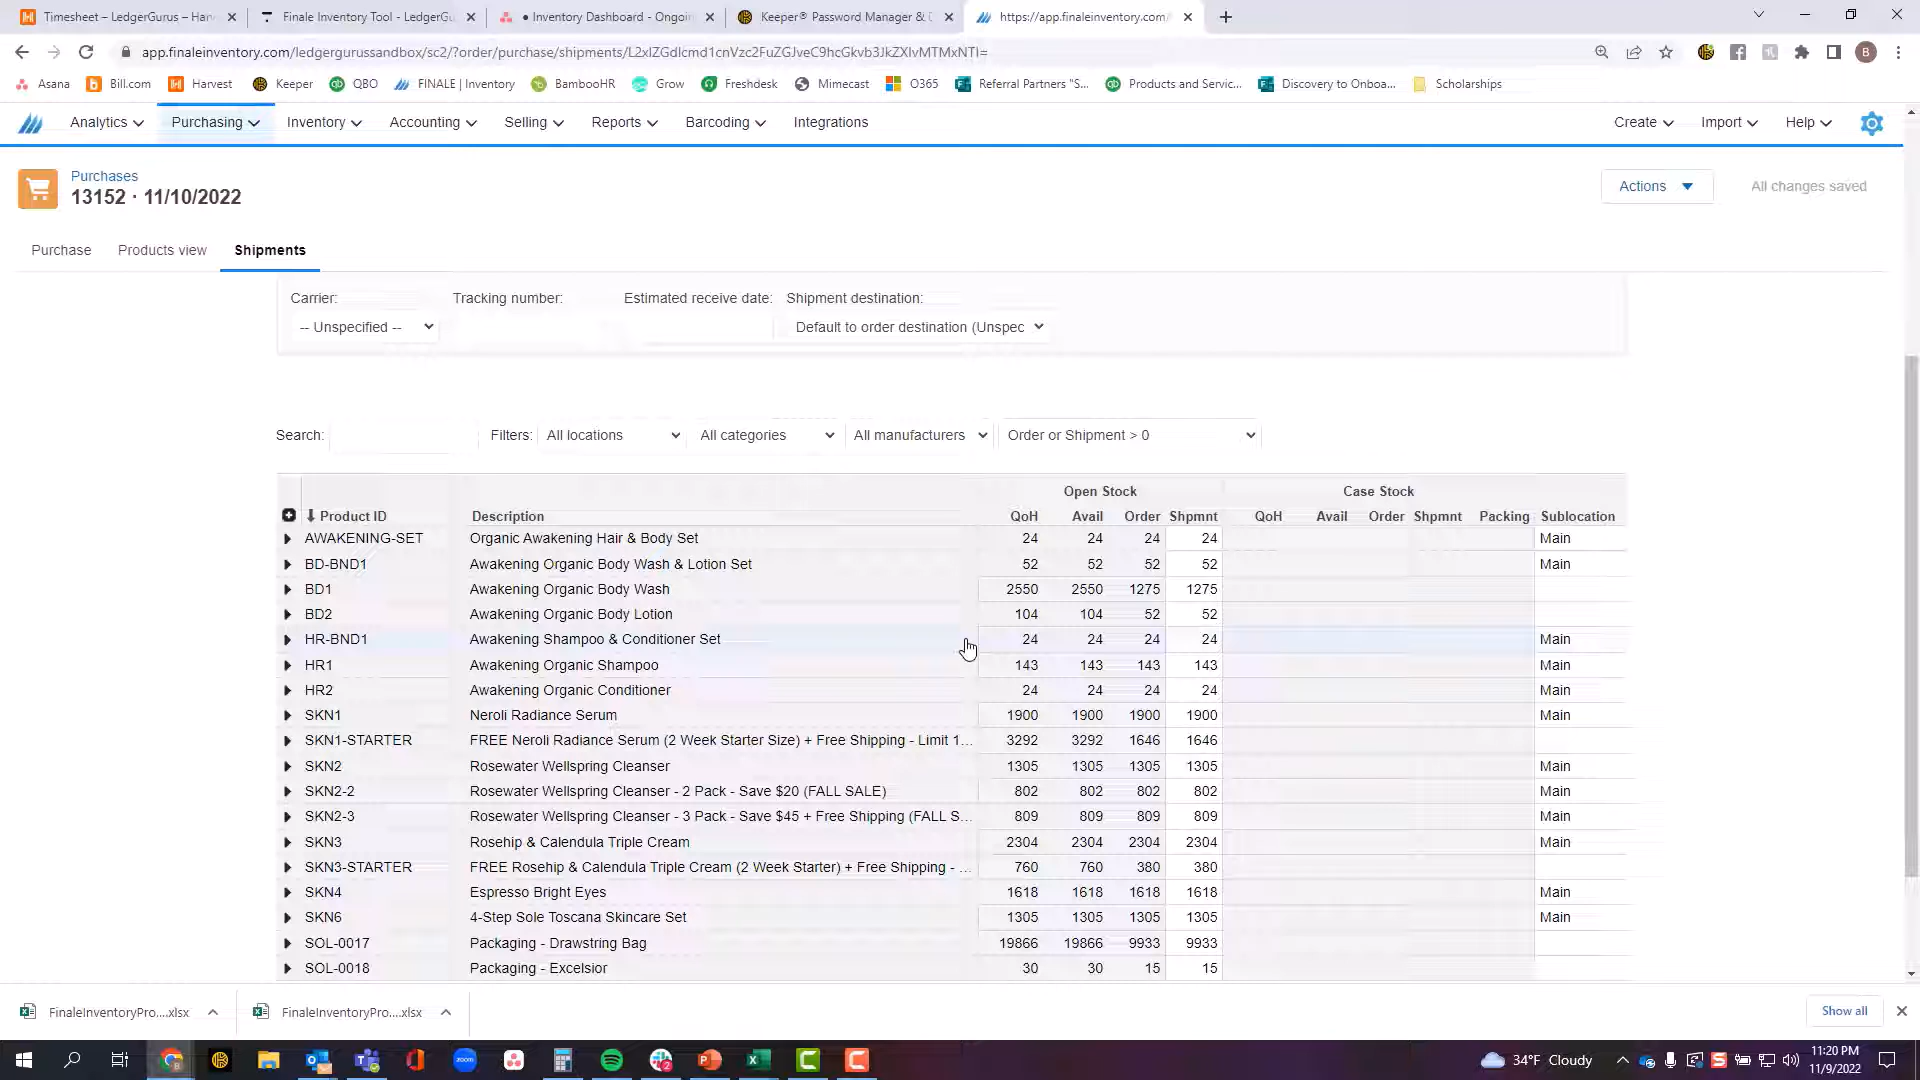 Timesheet – LedgerGurus – Har
Finale Inventory Tool - LedgerGu
• Inventory Dashboard - Ongoin
Keeper® Password Manager & D
https://app.finaleinventory.com/
Asana
Bill.com
Harvest
Keeper
QBO
FINALE | Inventory
BambooHR
Grow
Freshdesk
Mimecast
O365
Referral Partners "S...
Products and Servic...
Discovery to Onboa...
Scholarships
Analytics
Purchasing
Inventory
Accounting
Selling
Reports
Barcoding
Integrations
Create
Import
Help
Purchases
13152 · 11/10/2022
Actions
All changes saved
Purchase
Products view
Shipments
Carrier: Tracking number: Estimated receive date: Shipment destination:
-- Unspecified --
Default to order destination (Unspec
Search: Filters: All locations All categories All manufacturers Order or Shipment > 0
Open Stock Case Stock
Product ID Description QoH Avail Order Shpmnt QoH Avail Order Shpmnt Packing Sublocation
AWAKENING-SET Organic Awakening Hair & Body Set 24 24 24 24 Main
BD-BND1 Awakening Organic Body Wash & Lotion Set 52 52 52 52 Main
BD1 Awakening Organic Body Wash 2550 2550 1275 1275
BD2 Awakening Organic Body Lotion 104 104 52 52
HR-BND1 Awakening Shampoo & Conditioner Set 24 24 24 24 Main
HR1 Awakening Organic Shampoo 143 143 143 143 Main
HR2 Awakening Organic Conditioner 24 24 24 24 Main
SKN1 Neroli Radiance Serum 1900 1900 1900 1900 Main
SKN1-STARTER FREE Neroli Radiance Serum (2 Week Starter Size) + Free Shipping - Limit 1... 3292 3292 1646 1646
SKN2 Rosewater Wellspring Cleanser 1305 1305 1305 1305 Main
SKN2-2 Rosewater Wellspring Cleanser - 2 Pack - Save $20 (FALL SALE) 802 802 802 802 Main
SKN2-3 Rosewater Wellspring Cleanser - 3 Pack - Save $45 + Free Shipping (FALL S... 809 809 809 809 Main
SKN3 Rosehip & Calendula Triple Cream 2304 2304 2304 2304 Main
SKN3-STARTER FREE Rosehip & Calendula Triple Cream (2 Week Starter) + Free Shipping - ... 760 760 380 380
SKN4 Espresso Bright Eyes 1618 1618 1618 1618 Main
SKN6 4-Step Sole Toscana Skincare Set 1305 1305 1305 1305 Main
SOL-0017 Packaging - Drawstring Bag 19866 19866 9933 9933
SOL-0018 Packaging - Excelsior 30 30 15 15
FinaleInventoryPro....xlsx
FinaleInventoryPro....xlsx
Show all
34°F Cloudy
11:20 PM
11/9/2022